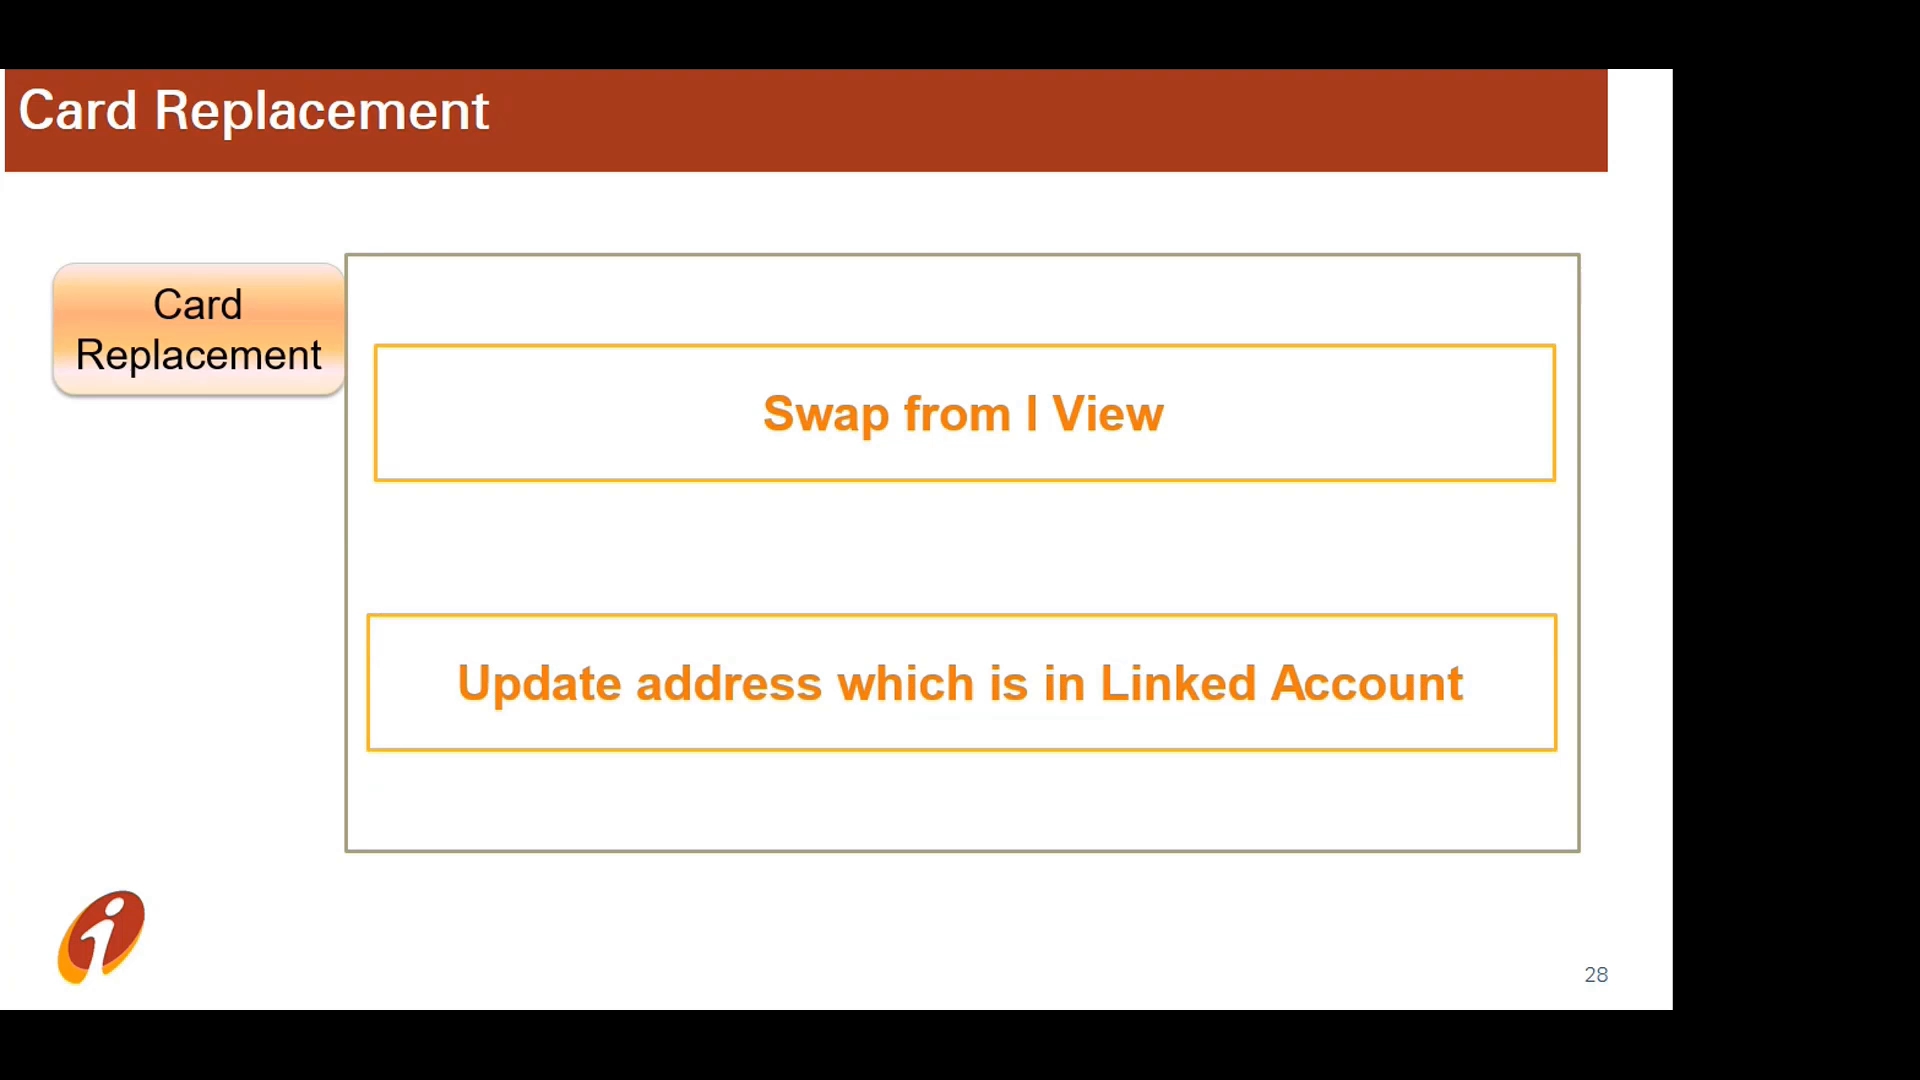 Card Replacement
Card
Replacement
Swap from I View
Update address which is in Linked Account
28